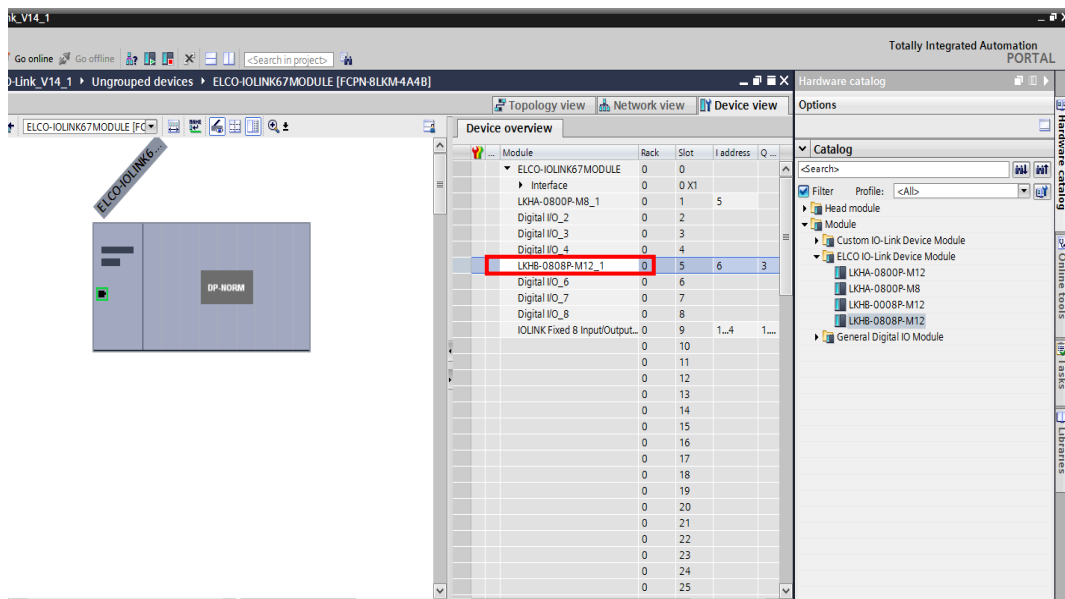 nk_V14_1
Totally Integrated Automation
PORTAL
Go online Go offline <Search in project>
O-Link_V14_1 ▸ Ungrouped devices ▸ ELCO-IOLINK67MODULE [FCPN-8LKM-4A4B]
Topology view Network view Device view
ELCO-IOLINK67MODULE [FC
ELCO-IOLINK6...
DP-NORM
Device overview
... Module Rack Slot I address Q ...
ELCO-IOLINK67MODULE 0 0
Interface 0 0 X1
LKHA-0800P-M8_1 0 1 5
Digital I/O_2 0 2
Digital I/O_3 0 3
Digital I/O_4 0 4
LKHB-0808P-M12_1 0 5 6 3
Digital I/O_6 0 6
Digital I/O_7 0 7
Digital I/O_8 0 8
IOLINK Fixed 8 Input/Output... 0 9 1...4 1....
0 10
0 11
0 12
0 13
0 14
0 15
0 16
0 17
0 18
0 19
0 20
0 21
0 22
0 23
0 24
0 25
Hardware catalog
Options
Catalog
<Search>
Filter Profile: <All>
Head module
Module
Custom IO-Link Device Module
ELCO IO-Link Device Module
LKHA-0800P-M12
LKHA-0800P-M8
LKHB-0008P-M12
LKHB-0808P-M12
General Digital IO Module
Hardware catalog
Online tools
Tasks
Libraries